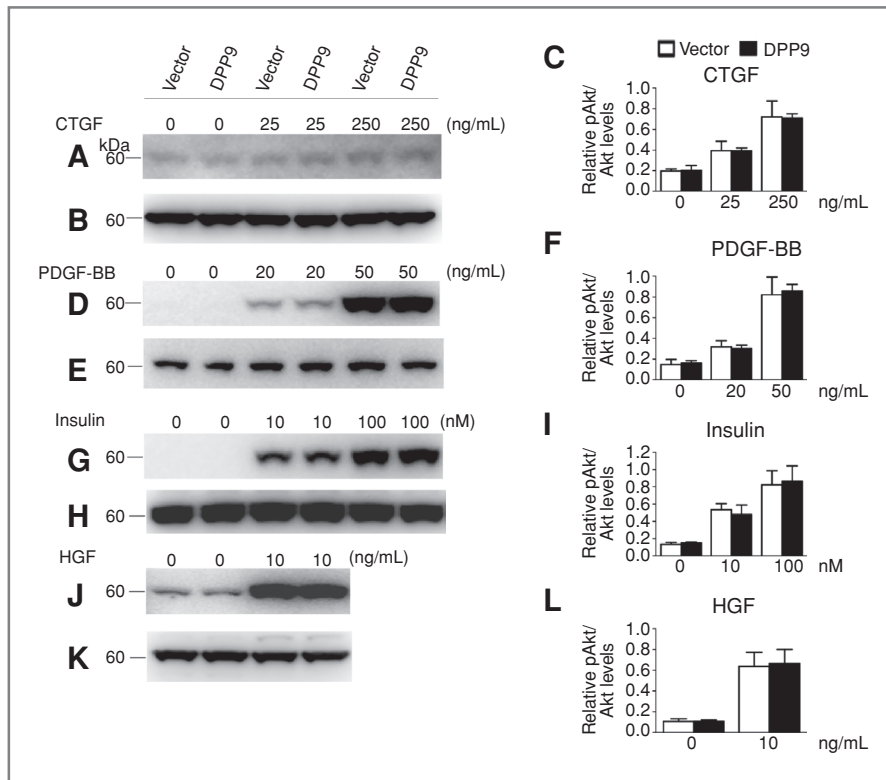 Vector DPP9 Vector DPP9 Vector DPP9
CTGF 0 0 25 25 250 250 (ng/mL)
kDa
A 60
B 60
PDGF-BB 0 0 20 20 50 50 (ng/mL)
D 60
E 60
Insulin 0 0 10 10 100 100 (nM)
G 60
H 60
HGF 0 0 10 10 (ng/mL)
J 60
K 60
Vector DPP9
C
CTGF
Relative pAkt/
Akt levels
1.0
0.8
0.6
0.4
0.2
0.0
0 25 250 ng/mL
F
PDGF-BB
Relative pAkt/
Akt levels
1.0
0.8
0.6
0.4
0.2
0.0
0 20 50 ng/mL
I
Insulin
Relative pAkt/
Akt levels
1.2
1.0
0.8
0.6
0.4
0.2
0.0
0 10 100 nM
L
HGF
Relative pAkt/
Akt levels
1.0
0.8
0.6
0.4
0.2
0.0
0 10 ng/mL